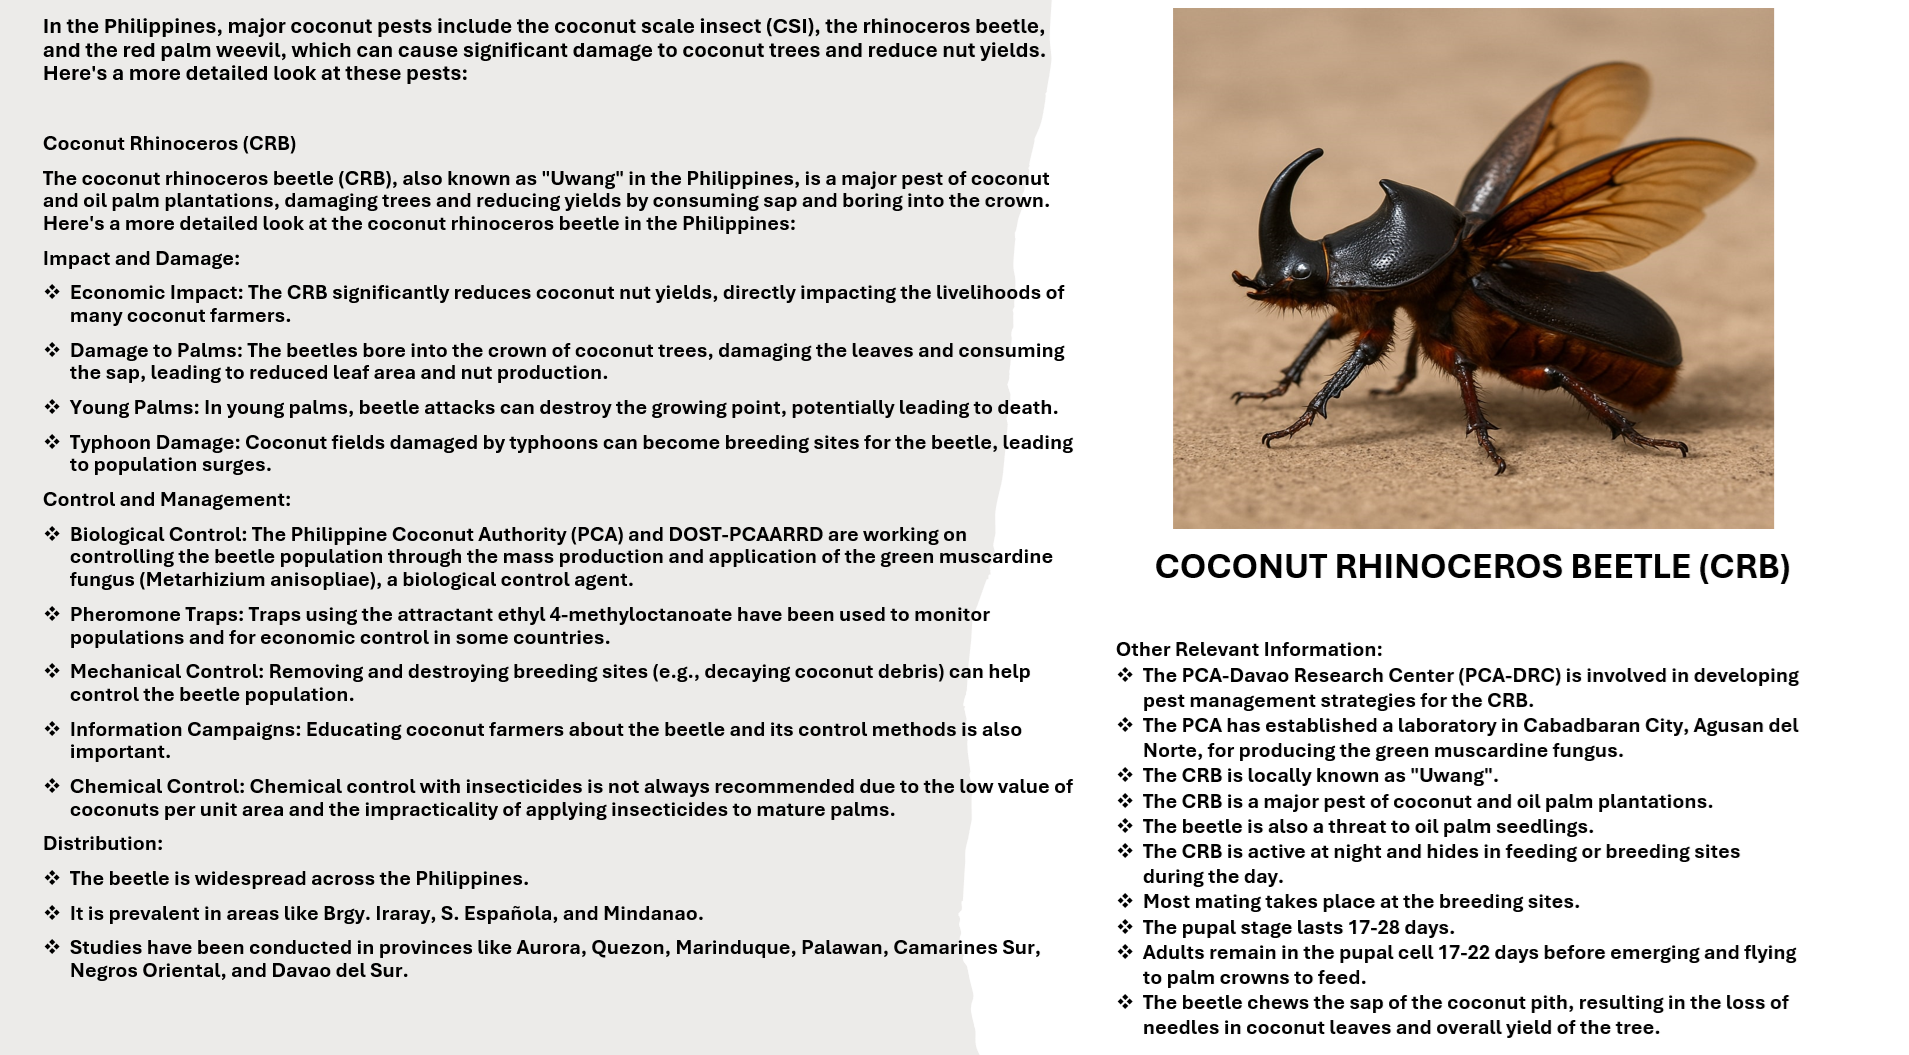 In the Philippines, major coconut pests include the coconut scale insect (CSI), the rhinoceros beetle,
and the red palm weevil, which can cause significant damage to coconut trees and reduce nut yields.
Here's a more detailed look at these pests:
Coconut Rhinoceros (CRB)
The coconut rhinoceros beetle (CRB), also known as "Uwang" in the Philippines, is a major pest of coconut
and oil palm plantations, damaging trees and reducing yields by consuming sap and boring into the crown.
Here's a more detailed look at the coconut rhinoceros beetle in the Philippines:
Impact and Damage:
❖ Economic Impact: The CRB significantly reduces coconut nut yields, directly impacting the livelihoods of
many coconut farmers.
❖ Damage to Palms: The beetles bore into the crown of coconut trees, damaging the leaves and consuming
the sap, leading to reduced leaf area and nut production.
❖ Young Palms: In young palms, beetle attacks can destroy the growing point, potentially leading to death.
❖ Typhoon Damage: Coconut fields damaged by typhoons can become breeding sites for the beetle, leading
to population surges.
Control and Management:
❖ Biological Control: The Philippine Coconut Authority (PCA) and DOST-PCAARRD are working on
controlling the beetle population through the mass production and application of the green muscardine
fungus (Metarhizium anisopliae), a biological control agent.
❖ Pheromone Traps: Traps using the attractant ethyl 4-methyloctanoate have been used to monitor
populations and for economic control in some countries.
❖ Mechanical Control: Removing and destroying breeding sites (e.g., decaying coconut debris) can help
control the beetle population.
❖ Information Campaigns: Educating coconut farmers about the beetle and its control methods is also
important.
❖ Chemical Control: Chemical control with insecticides is not always recommended due to the low value of
coconuts per unit area and the impracticality of applying insecticides to mature palms.
Distribution:
❖ The beetle is widespread across the Philippines.
❖ It is prevalent in areas like Brgy. Iraray, S. Española, and Mindanao.
❖ Studies have been conducted in provinces like Aurora, Quezon, Marinduque, Palawan, Camarines Sur,
Negros Oriental, and Davao del Sur.
COCONUT RHINOCEROS BEETLE (CRB)
Other Relevant Information:
❖ The PCA-Davao Research Center (PCA-DRC) is involved in developing
pest management strategies for the CRB.
❖ The PCA has established a laboratory in Cabadbaran City, Agusan del
Norte, for producing the green muscardine fungus.
❖ The CRB is locally known as "Uwang".
❖ The CRB is a major pest of coconut and oil palm plantations.
❖ The beetle is also a threat to oil palm seedlings.
❖ The CRB is active at night and hides in feeding or breeding sites
during the day.
❖ Most mating takes place at the breeding sites.
❖ The pupal stage lasts 17-28 days.
❖ Adults remain in the pupal cell 17-22 days before emerging and flying
to palm crowns to feed.
❖ The beetle chews the sap of the coconut pith, resulting in the loss of
needles in coconut leaves and overall yield of the tree.